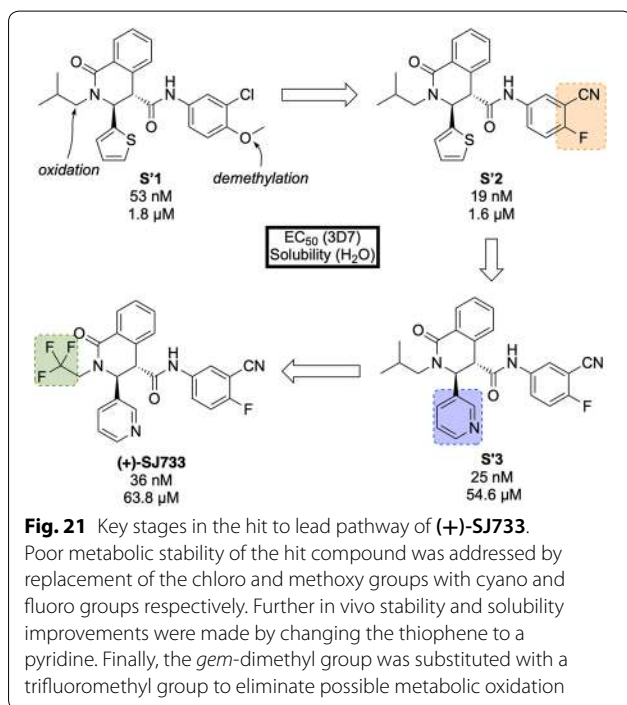 O
N
H
N
Cl
O
O
S
oxidation
demethylation
S'1
53 nM
1.8 µM
O
N
H
N
CN
O
F
S
S'2
19 nM
1.6 µM
EC50 (3D7)
Solubility (H2O)
F
F
F
O
N
H
N
CN
O
F
N
(+)-SJ733
36 nM
63.8 µM
O
N
H
N
CN
O
F
N
S'3
25 nM
54.6 µM
Fig. 21 Key stages in the hit to lead pathway of (+)-SJ733.
Poor metabolic stability of the hit compound was addressed by
replacement of the chloro and methoxy groups with cyano and
fluoro groups respectively. Further in vivo stability and solubility
improvements were made by changing the thiophene to a
pyridine. Finally, the gem-dimethyl group was substituted with a
trifluoromethyl group to eliminate possible metabolic oxidation